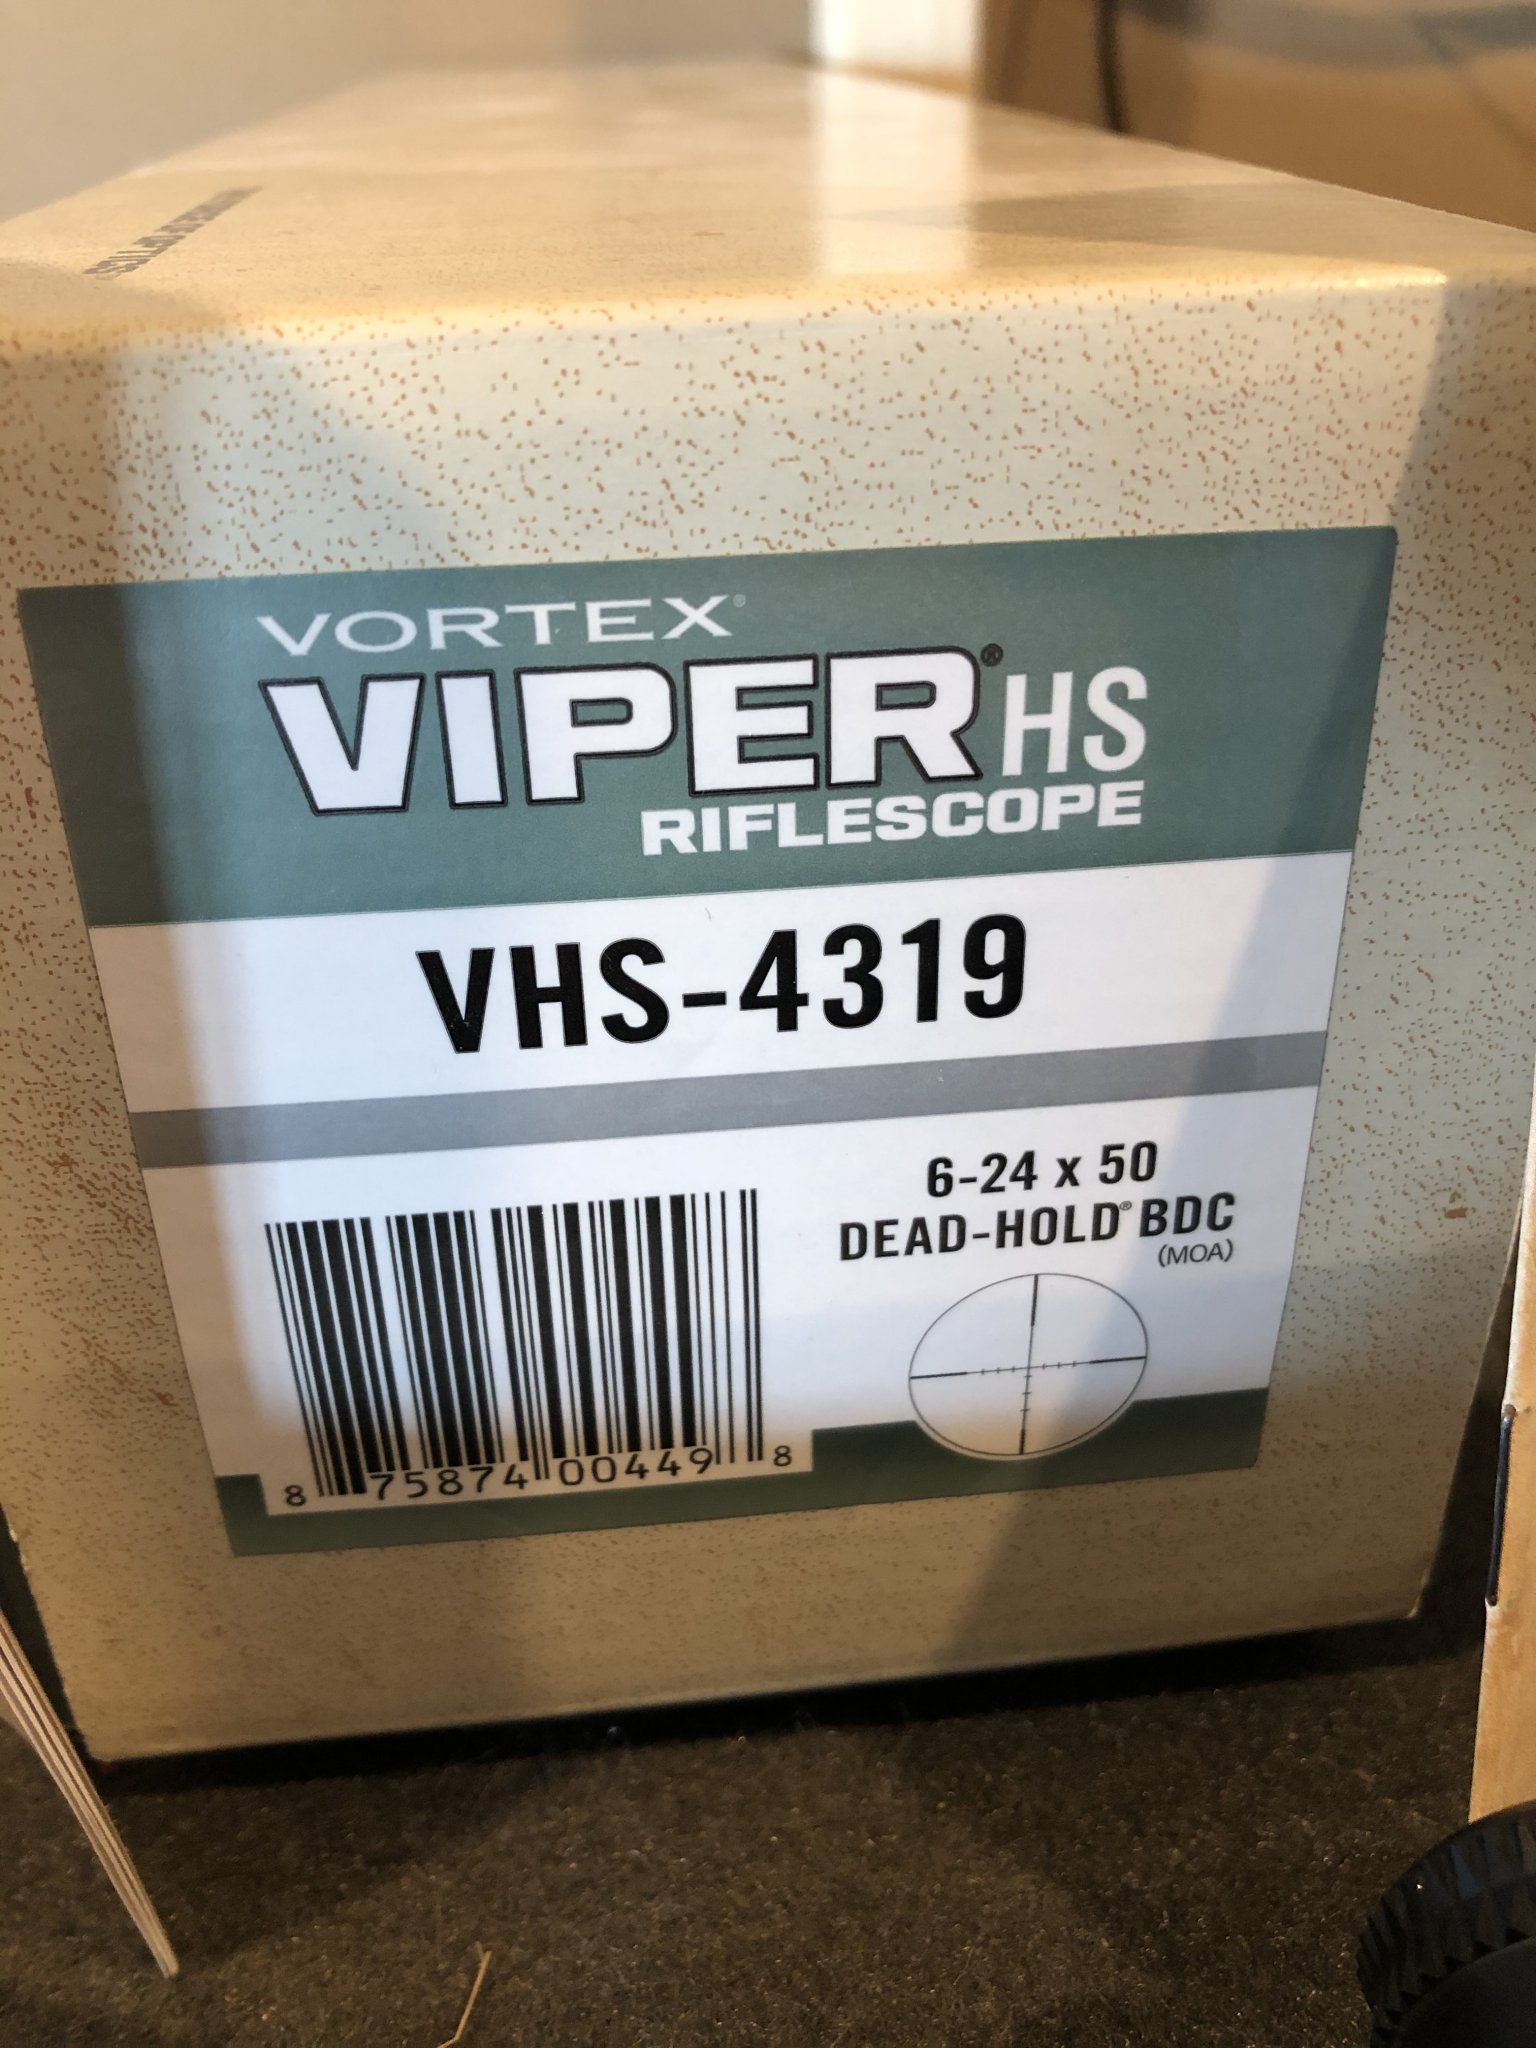 VORTEX®
VIPER® HS
RIFLESCOPE
VHS-4319
6-24 x 50
DEAD-HOLD® BDC
(MOA)
8 75874 00449 8